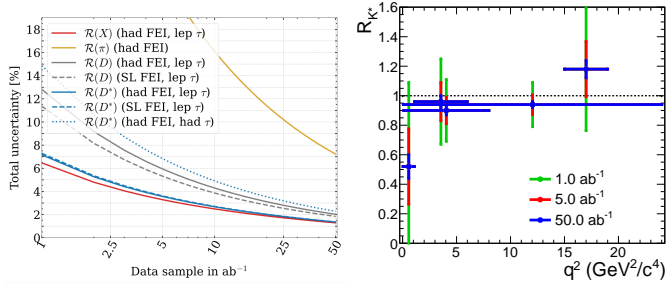 Total uncertainty [%]
18
16
14
12
10
8
6
4
2
0
R(X) (had FEI, lep τ)
R(π) (had FEI)
R(D) (had FEI, lep τ)
R(D) (SL FEI, lep τ)
R(D*) (had FEI, lep τ)
R(D*) (SL FEI, lep τ)
R(D*) (had FEI, had τ)
1 2.5 5 10 25 50
Data sample in ab⁻¹
R_K*
1.6
1.4
1.2
1
0.8
0.6
0.4
0.2
0
1.0 ab⁻¹
5.0 ab⁻¹
50.0 ab⁻¹
0 5 10 15 20
q² (GeV²/c⁴)